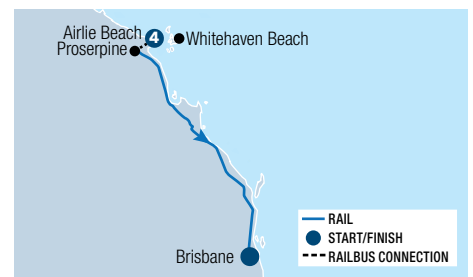 Airlie Beach
4
Whitehaven Beach
Proserpine
Brisbane
RAIL
START/FINISH
RAILBUS CONNECTION